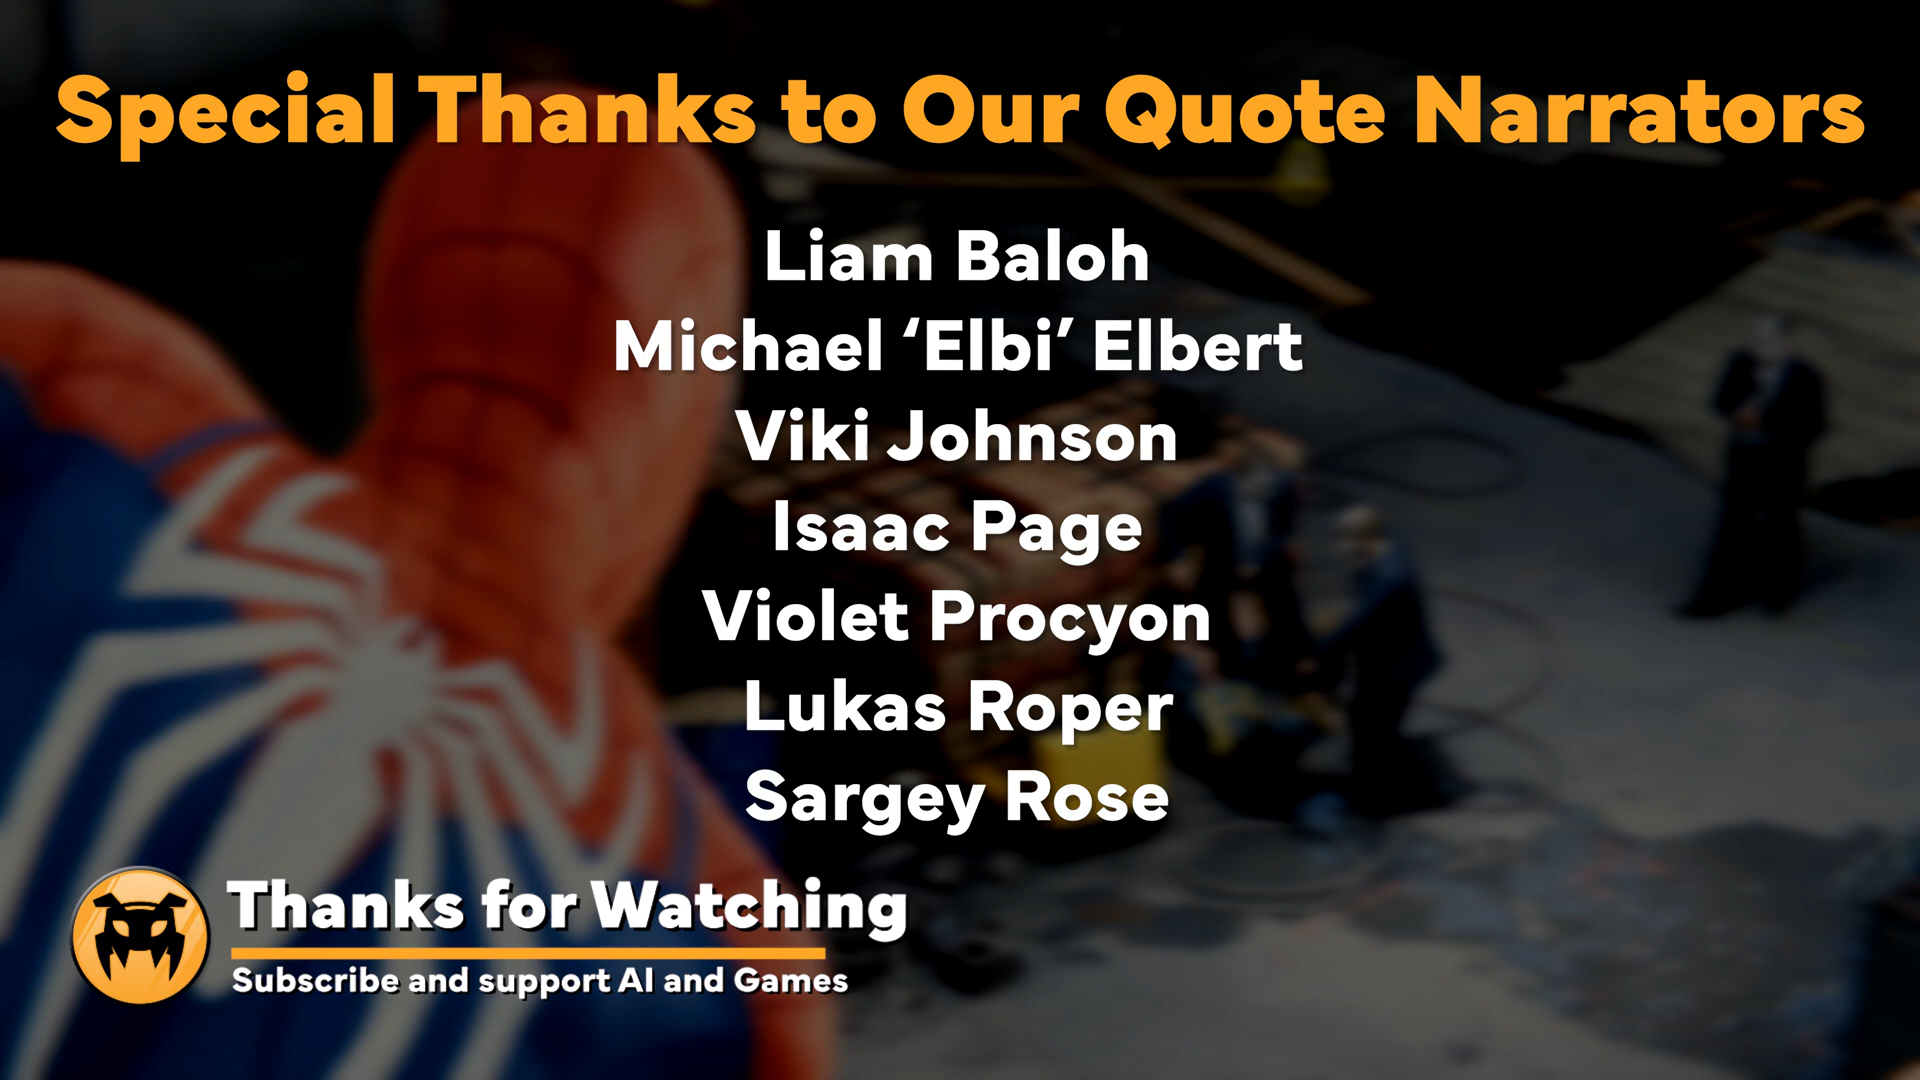 Special Thanks to Our Quote Narrators
Liam Baloh
Michael ‘Elbi’ Elbert
Viki Johnson
Isaac Page
Violet Procyon
Lukas Roper
Sargey Rose
Thanks for Watching
Subscribe and support AI and Games